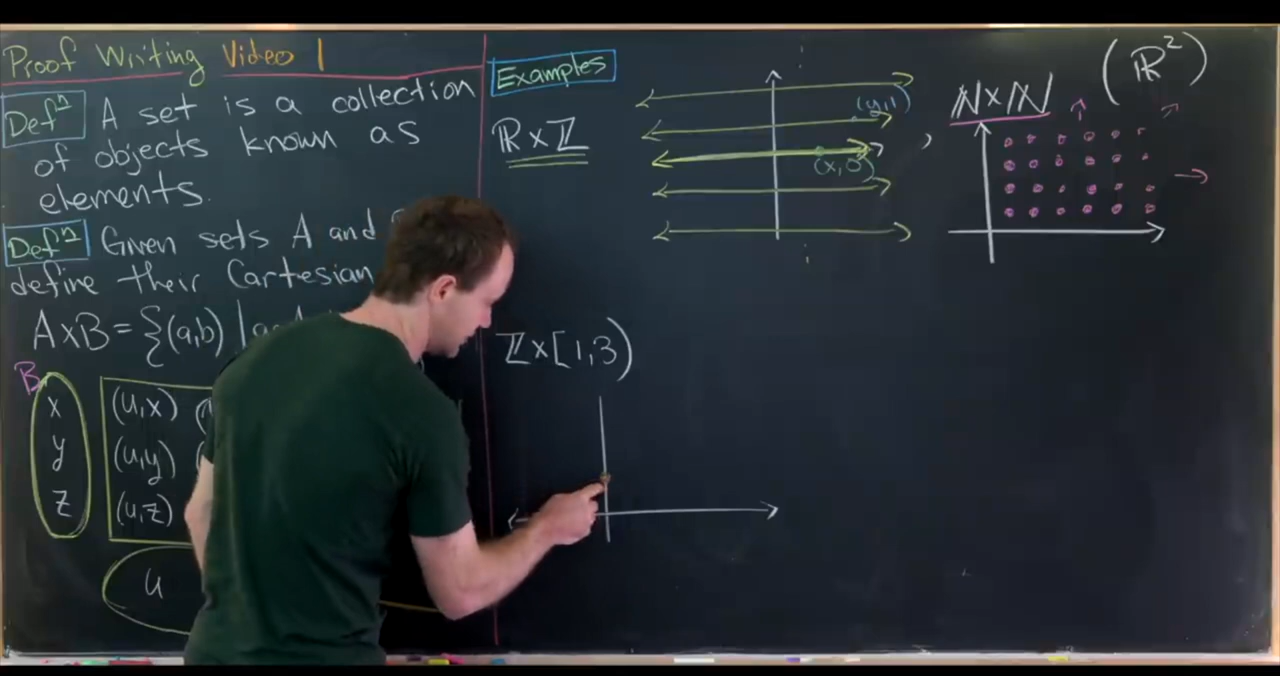 Proof Writing Video 1
Defⁿ A set is a collection
of objects known as
elements.
Defⁿ Given sets A and
define their Cartesian
A×B={(a,b) |
B
x
y
z
(u,x)
(u,y)
(u,z)
u
Examples
ℝ×ℤ
(y,1)
(x,0)
,
ℕ×ℕ
(ℝ²)
ℤ×[1,3)